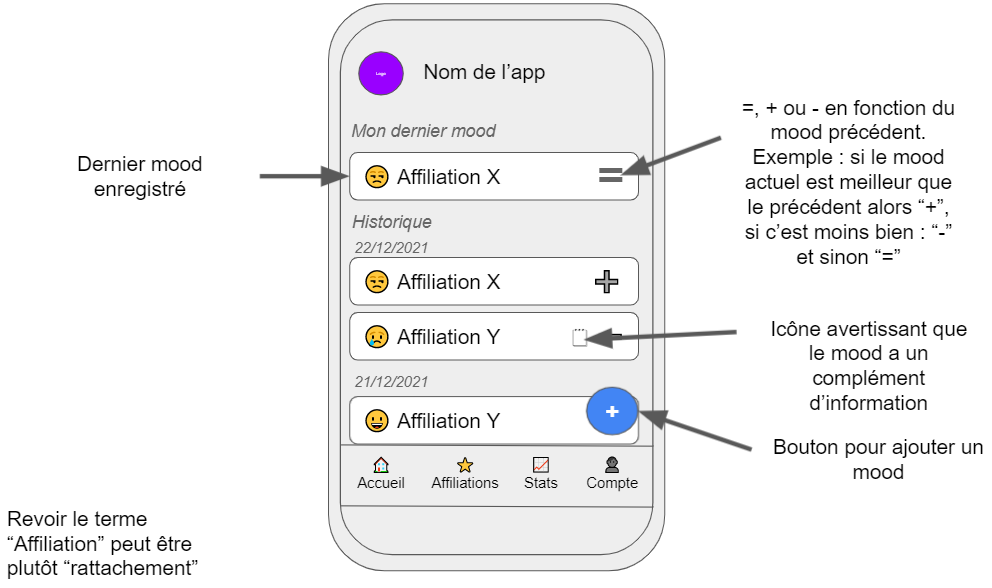 Logo
Nom de l’app
Mon dernier mood
Affiliation X
Historique
22/12/2021
Affiliation X
Affiliation Y
21/12/2021
Affiliation Y
Accueil
Affiliations
Stats
Compte
Dernier mood
enregistré
=, + ou - en fonction du
mood précédent.
Exemple : si le mood
actuel est meilleur que
le précédent alors “+”,
si c’est moins bien : “-”
et sinon “=”
Icône avertissant que
le mood a un
complément
d’information
Bouton pour ajouter un
mood
Revoir le terme
“Affiliation” peut être
plutôt “rattachement”